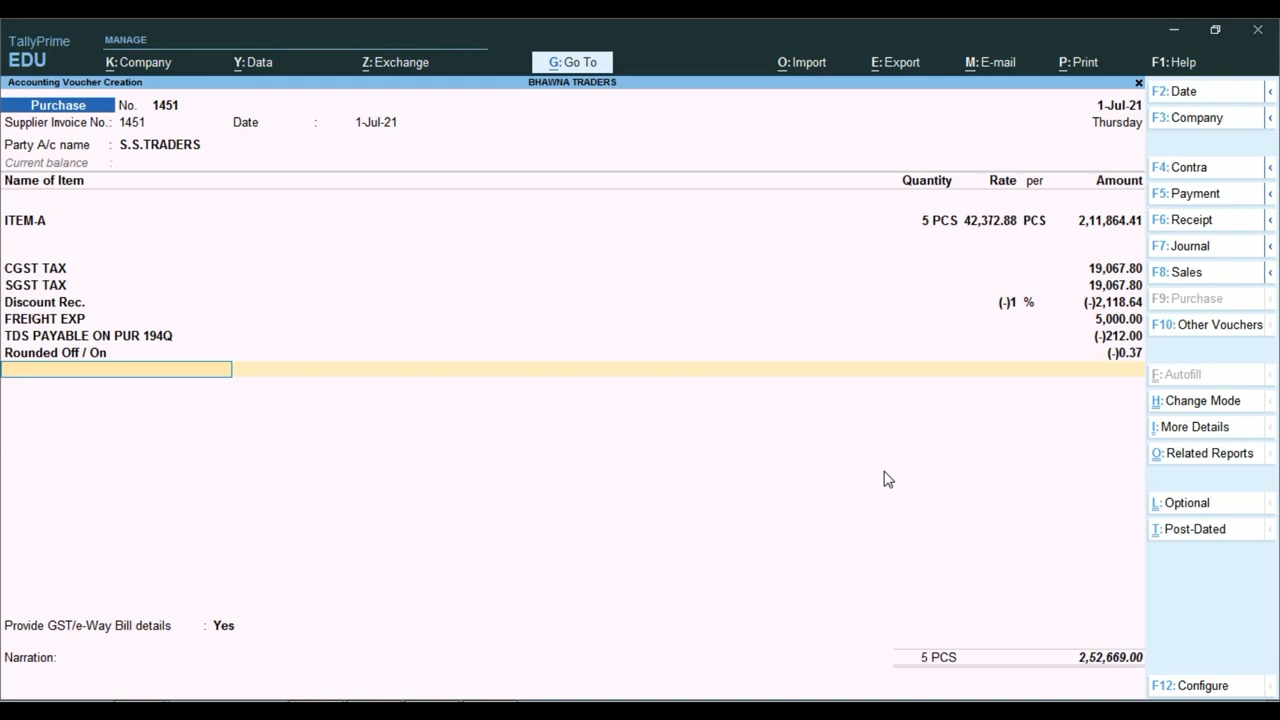 TallyPrime MANAGE
EDU K: Company Y: Data Z: Exchange G: Go To O: Import E: Export M: E-mail P: Print F1: Help
Accounting Voucher Creation BHAWNA TRADERS ×
Purchase No. 1451 1-Jul-21
Supplier Invoice No.: 1451 Date : 1-Jul-21 Thursday
Party A/c name : S.S.TRADERS
Current balance :
Name of Item Quantity Rate per Amount
ITEM-A 5 PCS 42,372.88 PCS 2,11,864.41
CGST TAX 19,067.80
SGST TAX 19,067.80
Discount Rec. (-)1 % (-)2,118.64
FREIGHT EXP 5,000.00
TDS PAYABLE ON PUR 194Q (-)212.00
Rounded Off / On (-)0.37
Provide GST/e-Way Bill details : Yes
Narration: 5 PCS 2,52,669.00
F2: Date
F3: Company
F4: Contra
F5: Payment
F6: Receipt
F7: Journal
F8: Sales
F9: Purchase
F10: Other Vouchers
F: Autofill
H: Change Mode
I: More Details
O: Related Reports
L: Optional
T: Post-Dated
F12: Configure